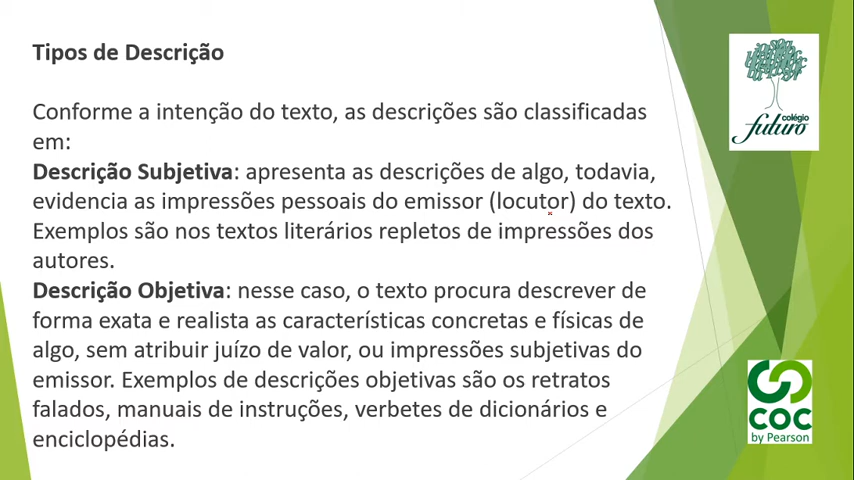 Tipos de Descrição
Conforme a intenção do texto, as descrições são classificadas
em:
Descrição Subjetiva: apresenta as descrições de algo, todavia,
evidencia as impressões pessoais do emissor (locutor) do texto.
Exemplos são nos textos literários repletos de impressões dos
autores.
Descrição Objetiva: nesse caso, o texto procura descrever de
forma exata e realista as características concretas e físicas de
algo, sem atribuir juízo de valor, ou impressões subjetivas do
emissor. Exemplos de descrições objetivas são os retratos
falados, manuais de instruções, verbetes de dicionários e
enciclopédias.
colégio
futuro
coc
by Pearson